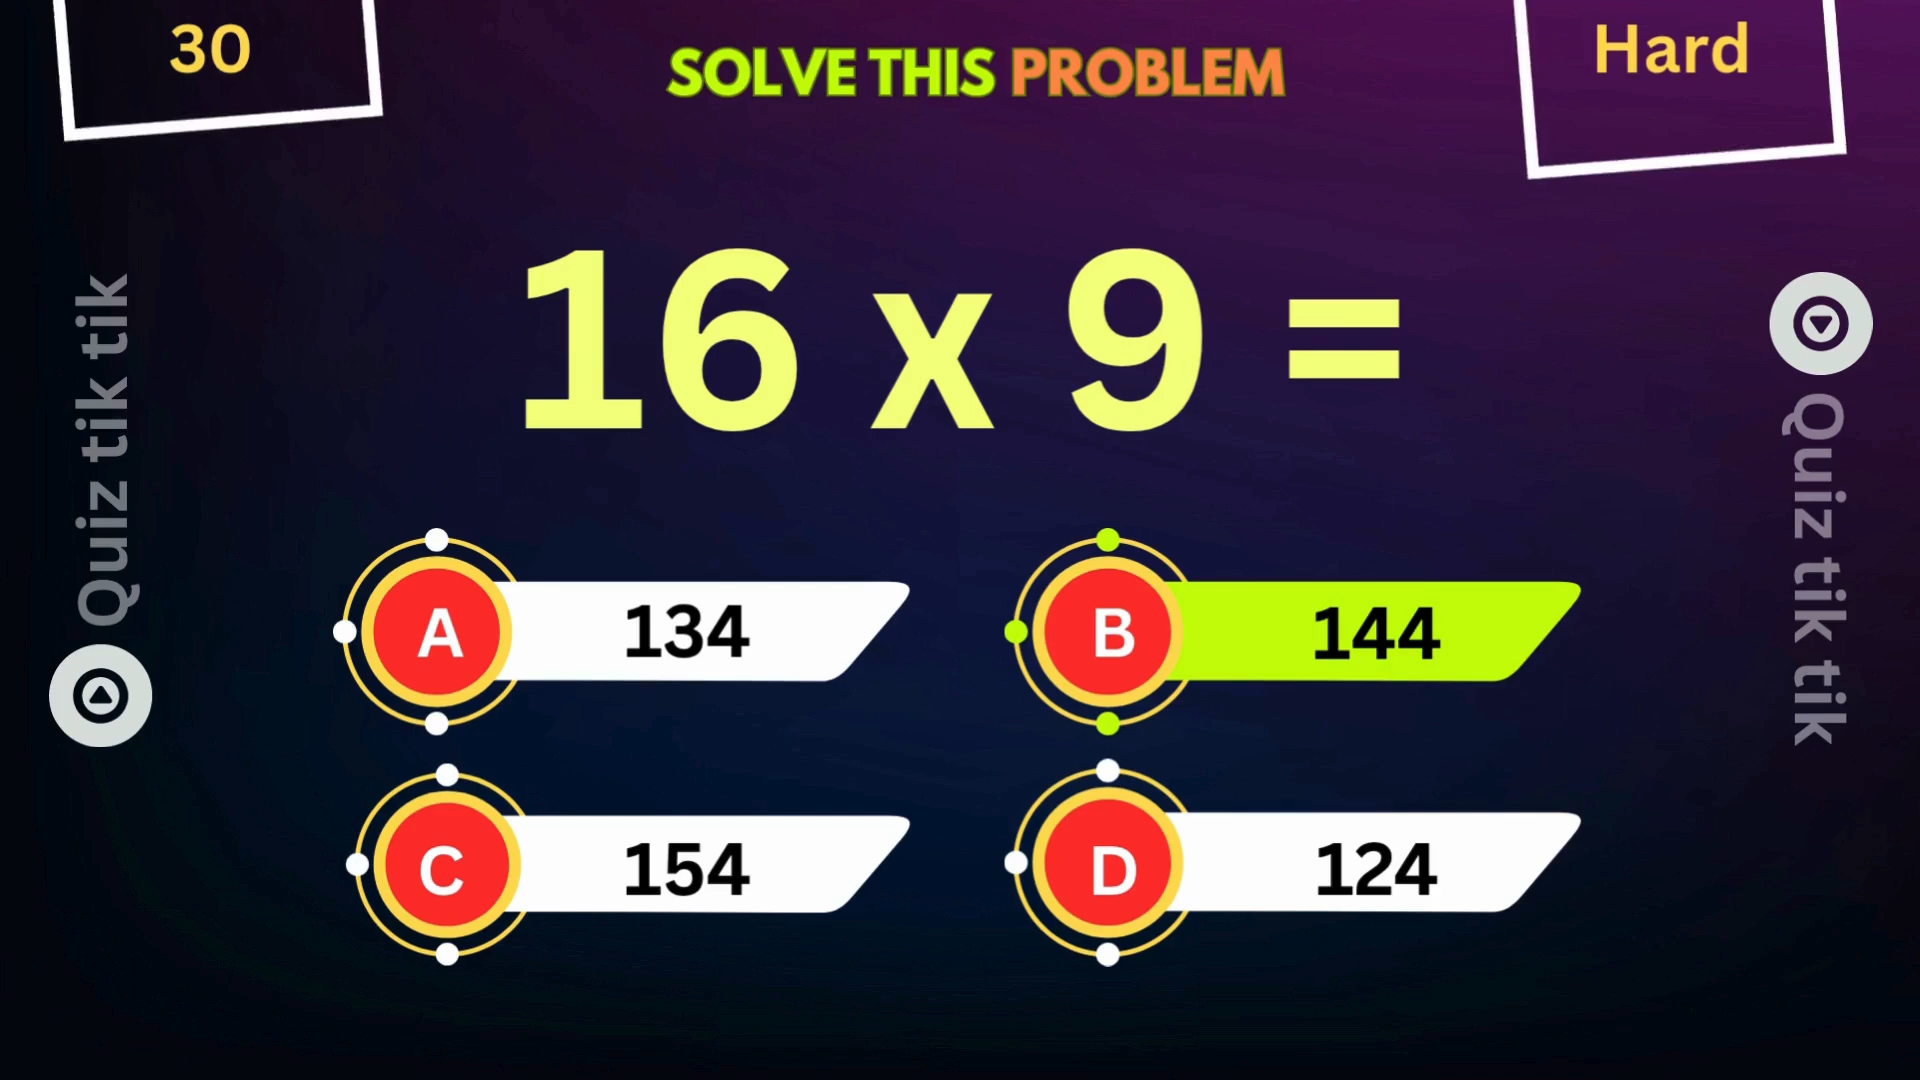 30
SOLVE THIS PROBLEM
Hard
16 x 9 =
Quiz tik tik
Quiz tik tik
A 134
B 144
C 154
D 124